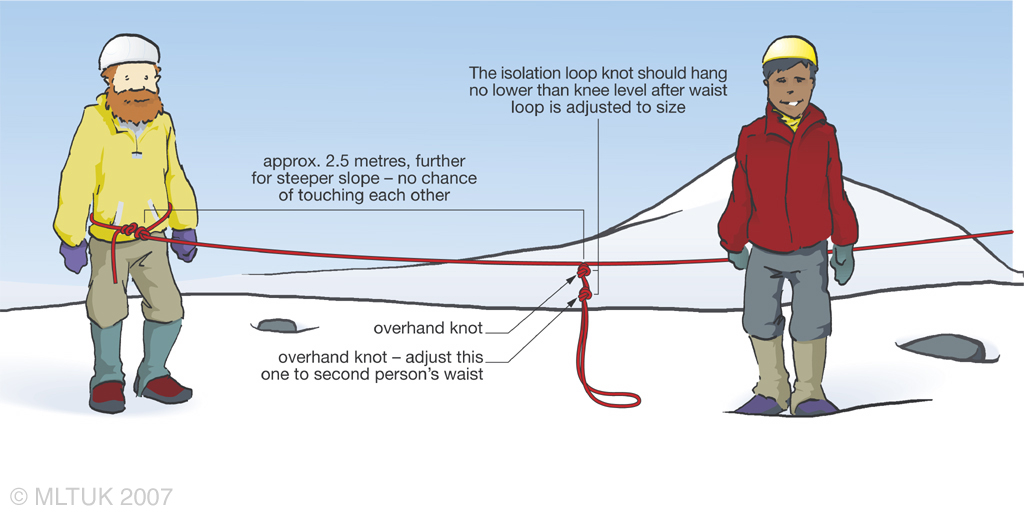 The isolation loop knot should hang
no lower than knee level after waist
loop is adjusted to size
approx. 2.5 metres, further
for steeper slope – no chance
of touching each other
overhand knot
overhand knot – adjust this
one to second person's waist
© MLTUK 2007